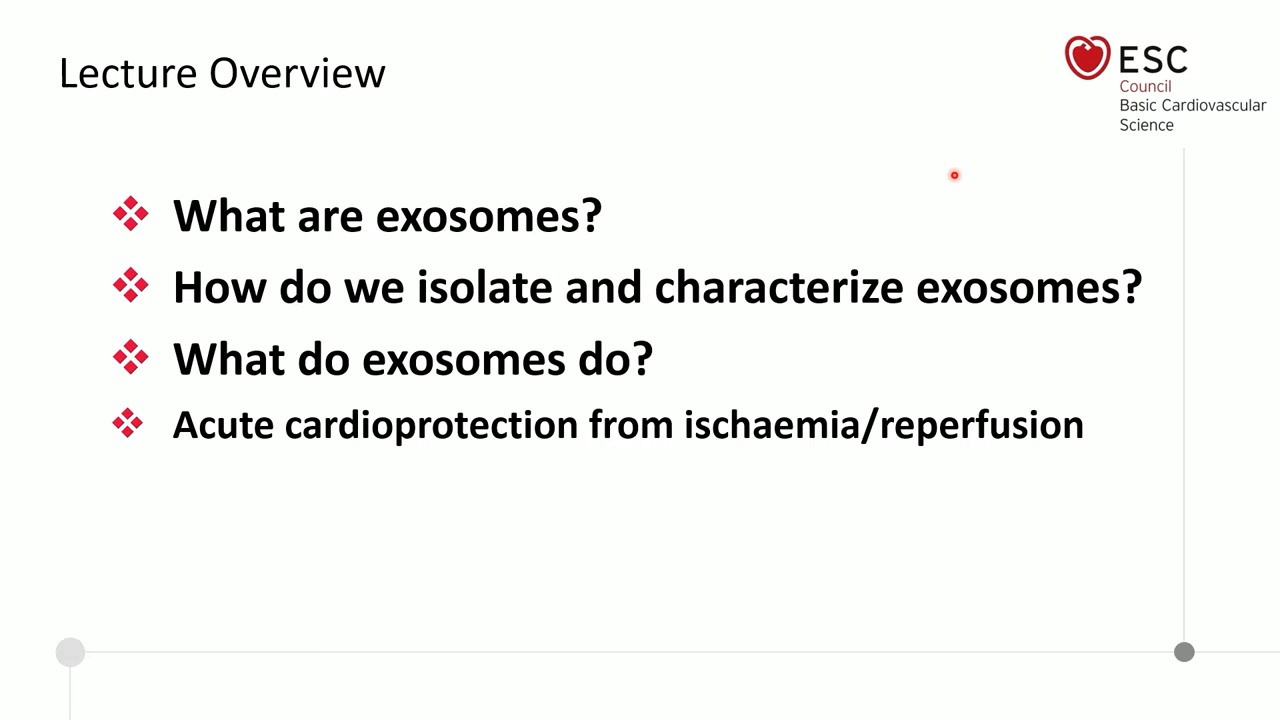 Lecture Overview
ESC
Council
Basic Cardiovascular
Science
What are exosomes?
How do we isolate and characterize exosomes?
What do exosomes do?
Acute cardioprotection from ischaemia/reperfusion